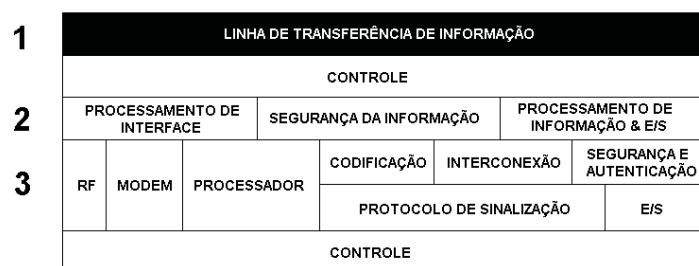 1
LINHA DE TRANSFERÊNCIA DE INFORMAÇÃO
CONTROLE
2
PROCESSAMENTO DE
INTERFACE
SEGURANÇA DA INFORMAÇÃO
PROCESSAMENTO DE
INFORMAÇÃO & E/S
3
RF
MODEM
PROCESSADOR
CODIFICAÇÃO
INTERCONEXÃO
SEGURANÇA E
AUTENTICAÇÃO
PROTOCOLO DE SINALIZAÇÃO
E/S
CONTROLE